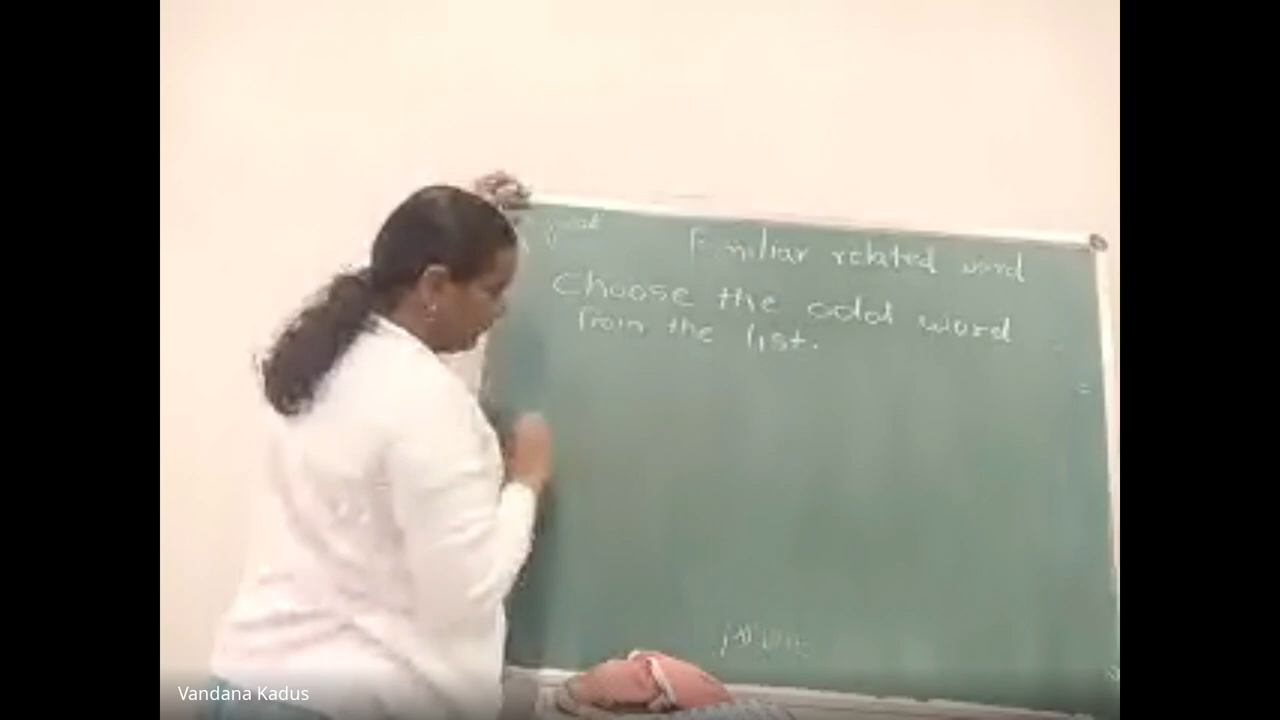 Familiar related word
Choose the odd word
from the list.
Vandana Kadus